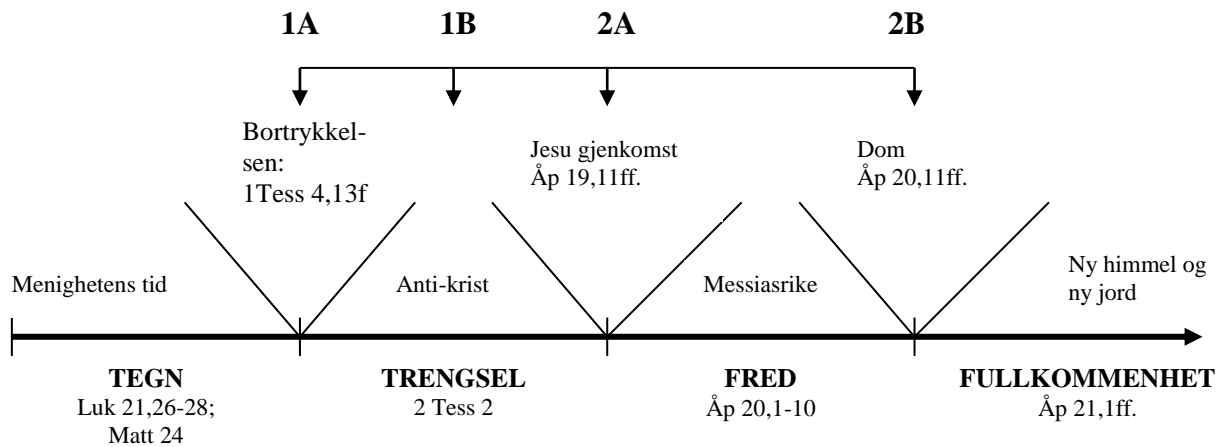 1A 1B 2A 2B
Bortrykkel-
sen:
1Tess 4,13f
Jesu gjenkomst
Åp 19,11ff.
Dom
Åp 20,11ff.
Menighetens tid
Anti-krist
Messiasrike
Ny himmel og
ny jord
TEGN
Luk 21,26-28;
Matt 24
TRENGSEL
2 Tess 2
FRED
Åp 20,1-10
FULLKOMMENHET
Åp 21,1ff.